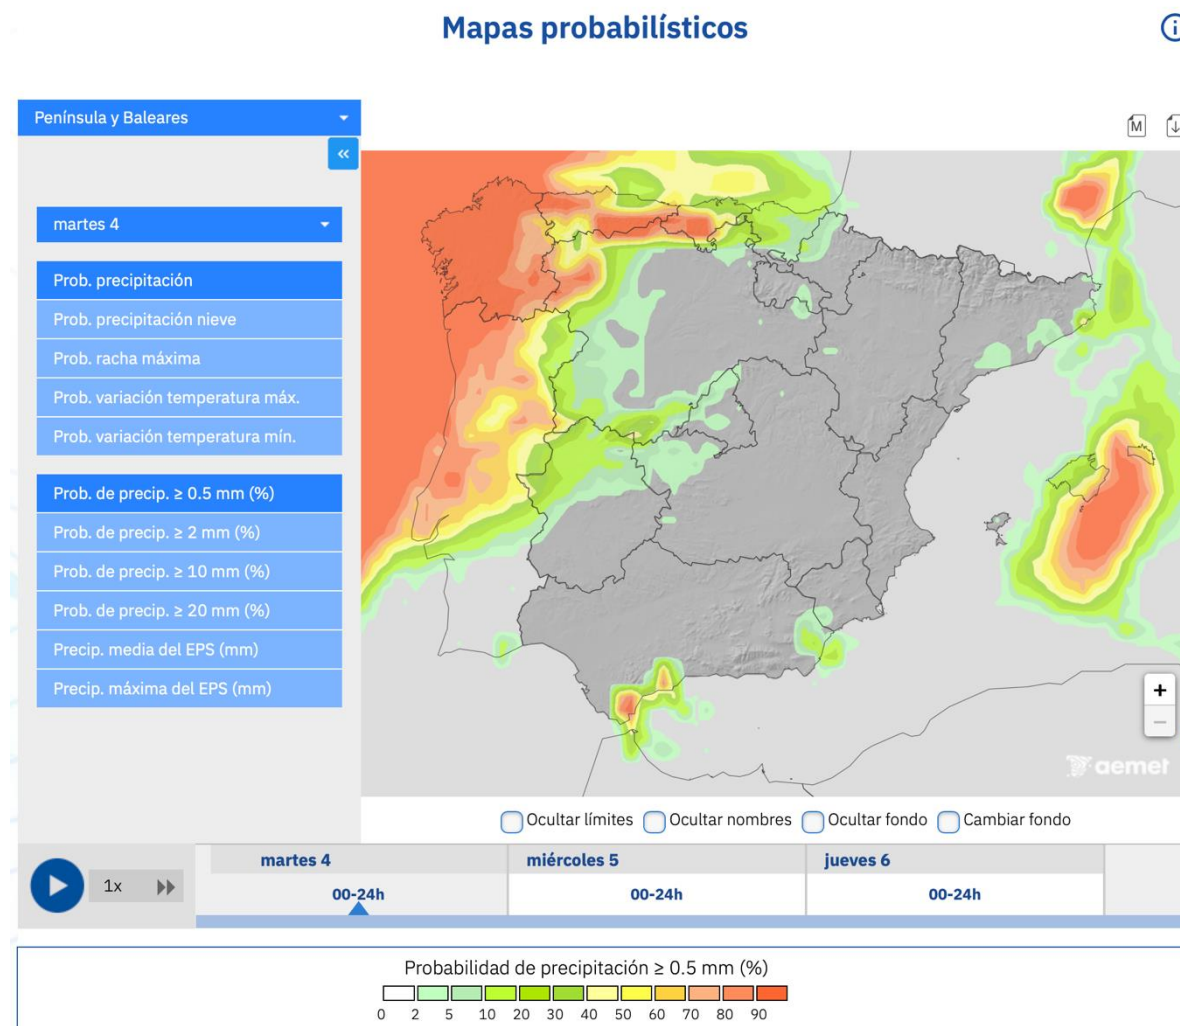 Mapas probabilísticos
Península y Baleares
«
martes 4
Prob. precipitación
Prob. precipitación nieve
Prob. racha máxima
Prob. variación temperatura máx.
Prob. variación temperatura mín.
Prob. de precip. ≥ 0.5 mm (%)
Prob. de precip. ≥ 2 mm (%)
Prob. de precip. ≥ 10 mm (%)
Prob. de precip. ≥ 20 mm (%)
Precip. media del EPS (mm)
Precip. máxima del EPS (mm)
M
+
−
aemet
Ocultar límites Ocultar nombres Ocultar fondo Cambiar fondo
martes 4 miércoles 5 jueves 6
1x
00-24h 00-24h 00-24h
Probabilidad de precipitación ≥ 0.5 mm (%)
0 2 5 10 20 30 40 50 60 70 80 90